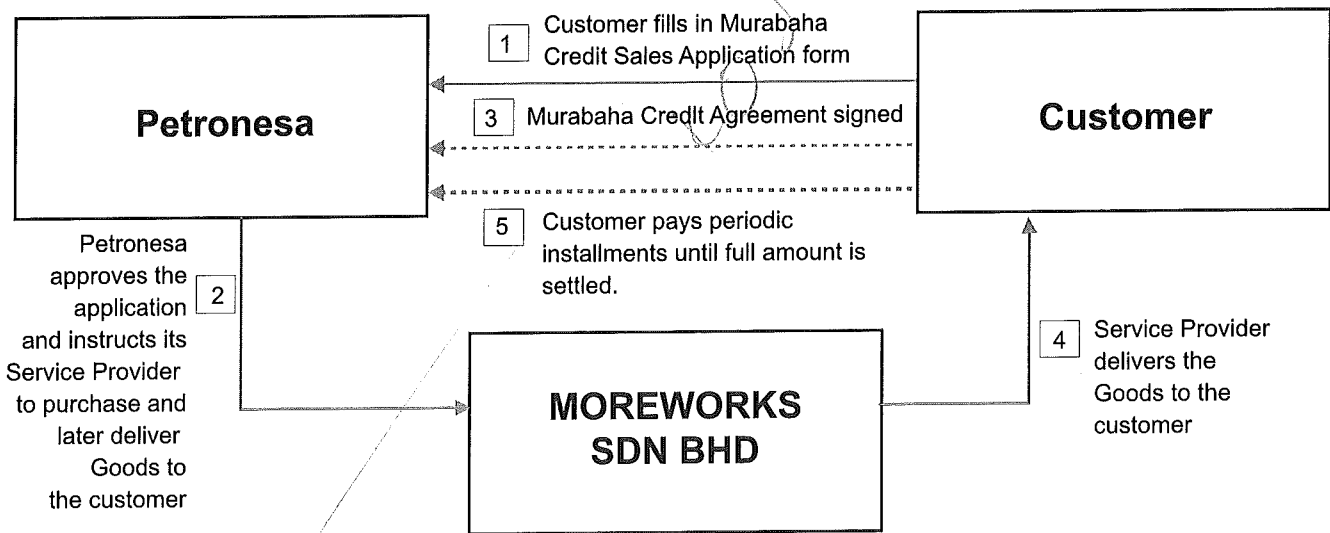 1
Customer fills in Murabaha
Credit Sales Application form
Petronesa
3
Murabaha Credit Agreement signed
Customer
5
Customer pays periodic
installments until full amount is
settled.
Petronesa
approves the
application
and instructs its
Service Provider
to purchase and
later deliver
Goods to
the customer
2
MOREWORKS
SDN BHD
4
Service Provider
delivers the
Goods to the
customer